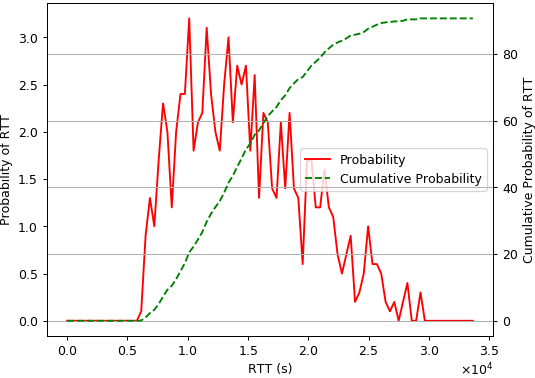 Probability of RTT
3.0
2.5
2.0
1.5
1.0
0.5
0.0
Probability
Cumulative Probability
80
60
40
20
0
Cumulative Probability of RTT
0.0 0.5 1.0 1.5 2.0 2.5 3.0 3.5
RTT (s)
×10⁴